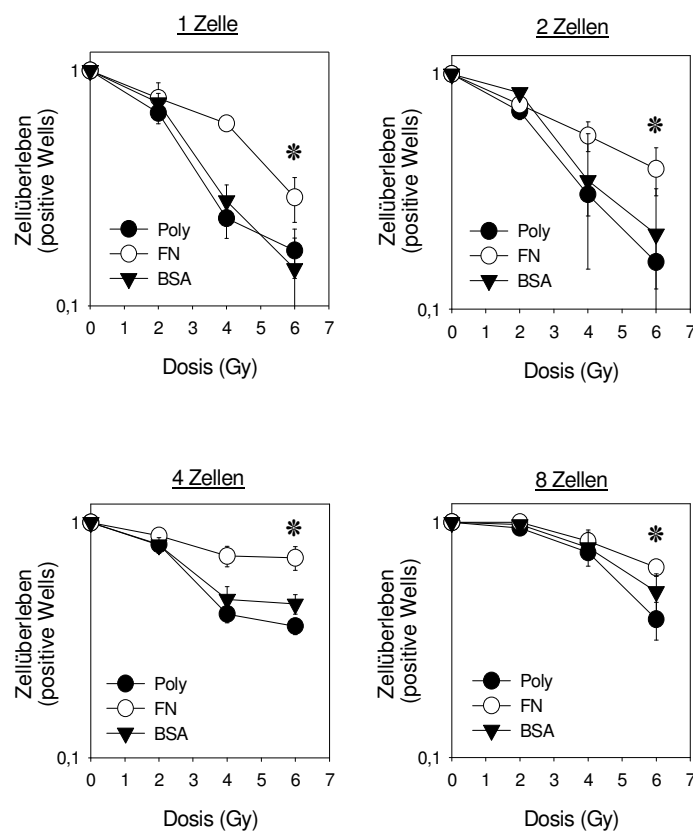 1 Zelle
1
0,1
Zellüberleben
(positive Wells)
Poly
FN
BSA
*
0 1 2 3 4 5 6 7
Dosis (Gy)
2 Zellen
1
0,1
Zellüberleben
(positive Wells)
Poly
FN
BSA
*
0 1 2 3 4 5 6 7
Dosis (Gy)
4 Zellen
1
0,1
Zellüberleben
(positive Wells)
Poly
FN
BSA
*
0 1 2 3 4 5 6 7
Dosis (Gy)
8 Zellen
1
0,1
Zellüberleben
(positive Wells)
Poly
FN
BSA
*
0 1 2 3 4 5 6 7
Dosis (Gy)